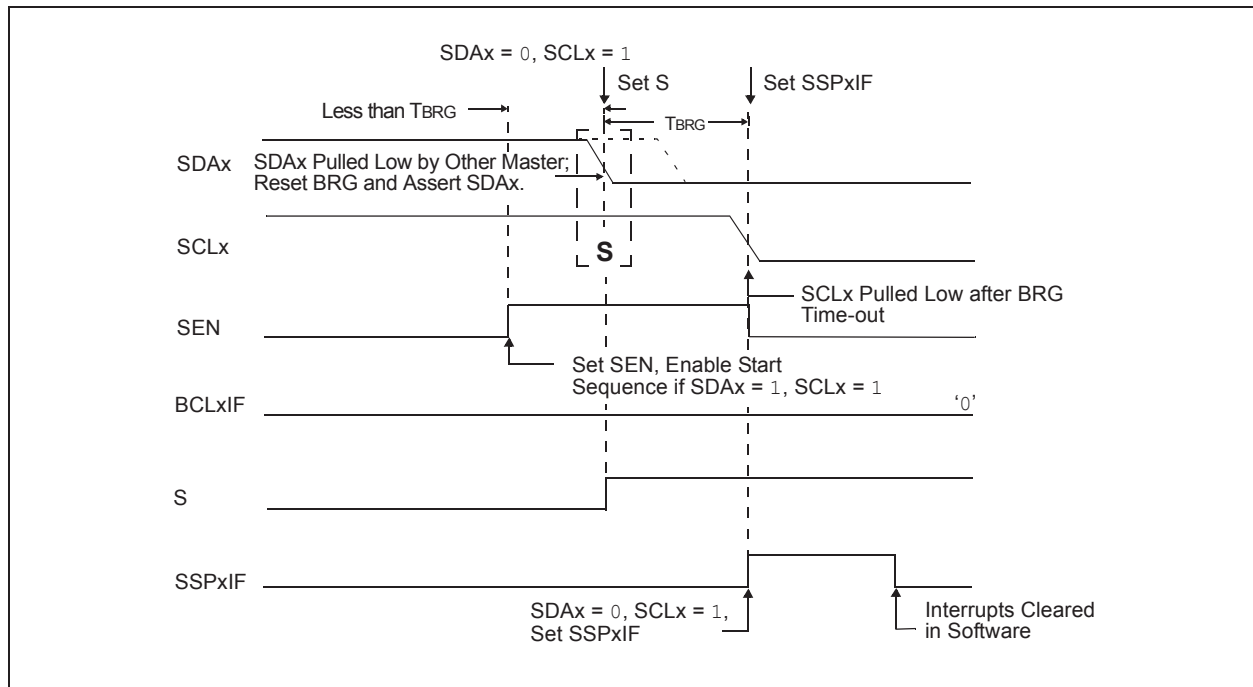 SDAx = 0, SCLx = 1
Set S
Set SSPxIF
Less than TBRG
TBRG
SDAx
SDAx Pulled Low by Other Master;
Reset BRG and Assert SDAx.
SCLx
S
SCLx Pulled Low after BRG
Time-out
SEN
Set SEN, Enable Start
Sequence if SDAx = 1, SCLx = 1
BCLxIF
‘0’
S
SSPxIF
SDAx = 0, SCLx = 1,
Set SSPxIF
Interrupts Cleared
in Software